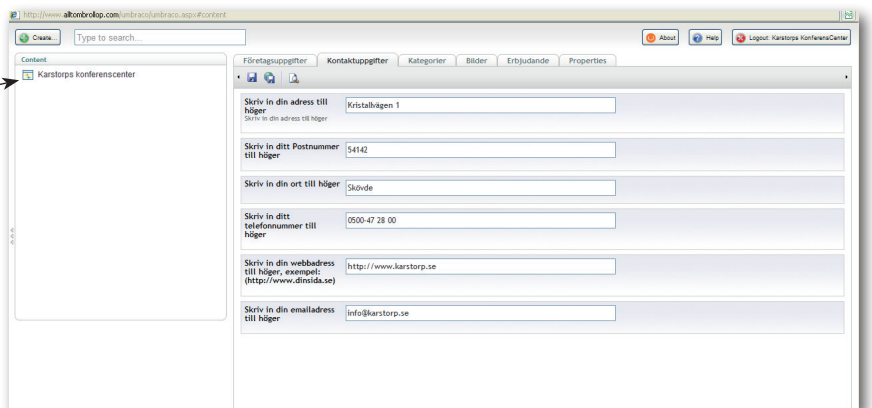 http://www.alltombrollop.com/umbraco/umbraco.aspx#content
Create...
Type to search...
About
Help
Logout: Karstorps KonferensCenter
Content
Karstorps konferenscenter
Företagsuppgifter
Kontaktuppgifter
Kategorier
Bilder
Erbjudande
Properties
Skriv in din adress till
höger
Skriv in din adress till höger
Kristallvägen 1
Skriv in ditt Postnummer
till höger
54142
Skriv in din ort till höger
Skövde
Skriv in ditt
telefonnummer till
höger
0500-47 28 00
Skriv in din webbadress
till höger, exempel:
(http://www.dinsida.se)
http://www.karstorp.se
Skriv in din emailadress
till höger
info@karstorp.se